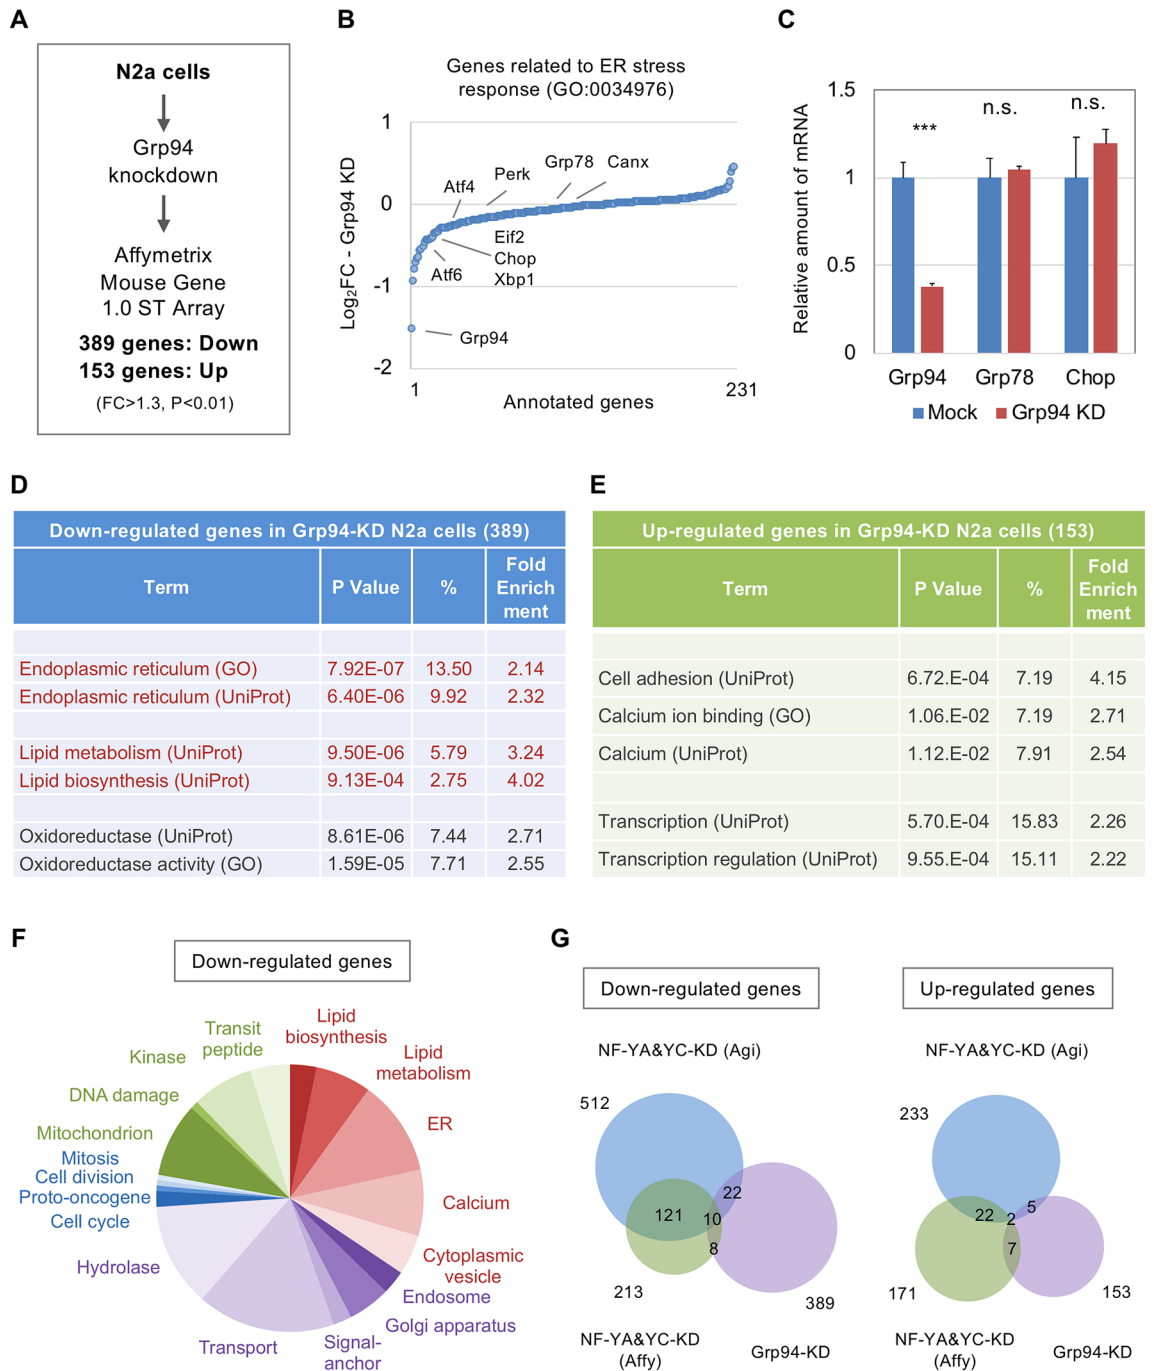 A
N2a cells
Grp94
knockdown
Affymetrix
Mouse Gene
1.0 ST Array
389 genes: Down
153 genes: Up
(FC>1.3, P<0.01)
B
Genes related to ER stress
response (GO:0034976)
Log₂FC - Grp94 KD
1
0
-1
-2
Atf4
Perk
Grp78
Canx
Eif2
Chop
Xbp1
Atf6
Grp94
1
231
Annotated genes
C
Relative amount of mRNA
1.5
1
0.5
0
***
n.s.
n.s.
Grp94
Grp78
Chop
Mock
Grp94 KD
D
Down-regulated genes in Grp94-KD N2a cells (389)
Term P Value % Fold
Enrich
ment
Endoplasmic reticulum (GO) 7.92E-07 13.50 2.14
Endoplasmic reticulum (UniProt) 6.40E-06 9.92 2.32
Lipid metabolism (UniProt) 9.50E-06 5.79 3.24
Lipid biosynthesis (UniProt) 9.13E-04 2.75 4.02
Oxidoreductase (UniProt) 8.61E-06 7.44 2.71
Oxidoreductase activity (GO) 1.59E-05 7.71 2.55
E
Up-regulated genes in Grp94-KD N2a cells (153)
Term P Value % Fold
Enrich
ment
Cell adhesion (UniProt) 6.72.E-04 7.19 4.15
Calcium ion binding (GO) 1.06.E-02 7.19 2.71
Calcium (UniProt) 1.12.E-02 7.91 2.54
Transcription (UniProt) 5.70.E-04 15.83 2.26
Transcription regulation (UniProt) 9.55.E-04 15.11 2.22
F
Down-regulated genes
Lipid
biosynthesis
Lipid
metabolism
ER
Calcium
Cytoplasmic
vesicle
Endosome
Golgi apparatus
Signal-
anchor
Transport
Hydrolase
Cell cycle
Proto-oncogene
Cell division
Mitosis
Mitochondrion
DNA damage
Kinase
Transit
peptide
G
Down-regulated genes
NF-YA&YC-KD (Agi)
512
22
121
10
8
213
389
NF-YA&YC-KD
(Affy)
Grp94-KD
Up-regulated genes
NF-YA&YC-KD (Agi)
233
5
22
2
7
171
153
NF-YA&YC-KD
(Affy)
Grp94-KD